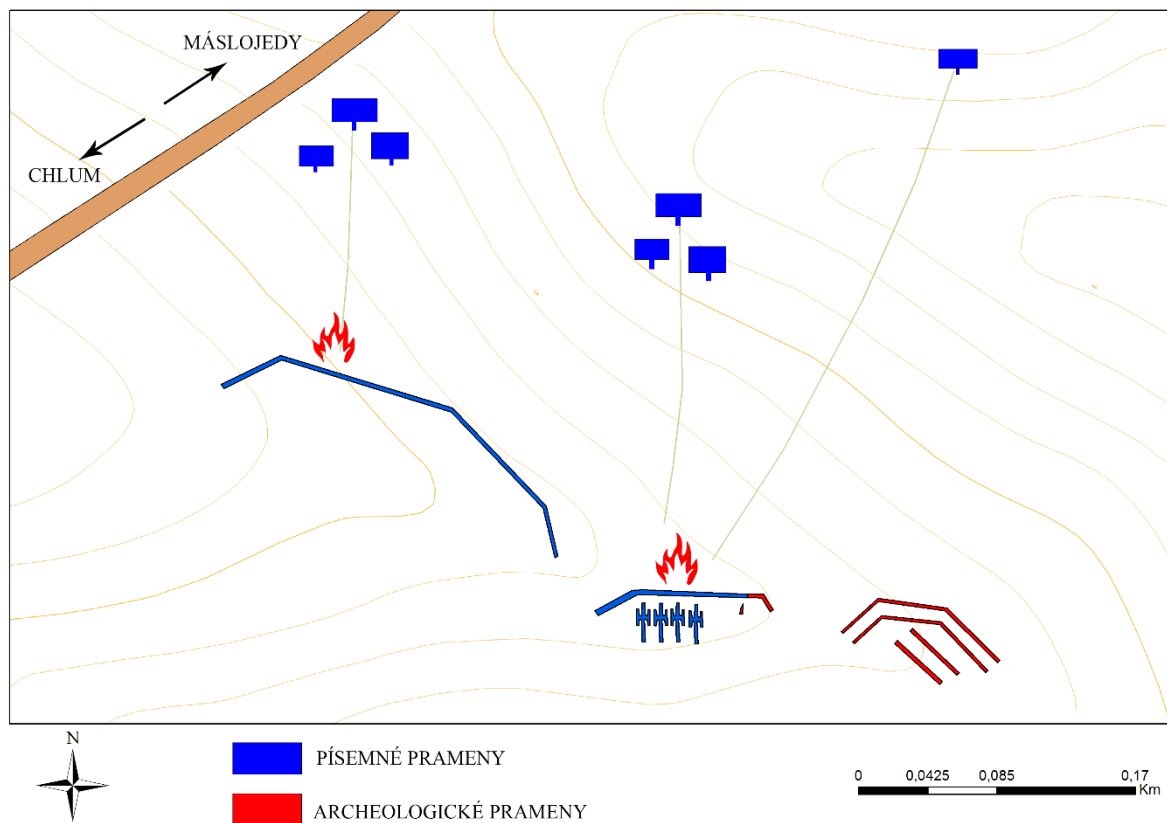 MÁSLOJEDY
CHLUM
N
PÍSEMNÉ PRAMENY
ARCHEOLOGICKÉ PRAMENY
0 0,0425 0,085 0,17
Km